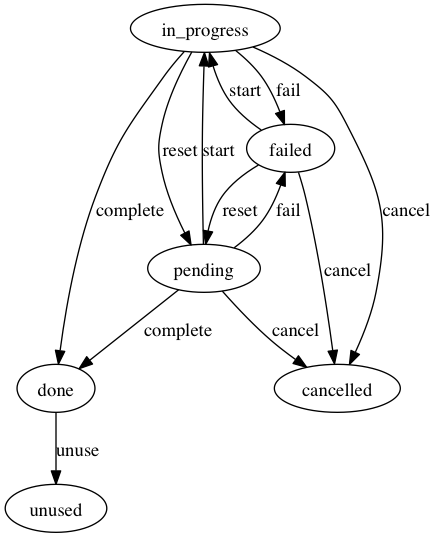 in_progress
start
fail
failed
reset
start
complete
cancel
reset
fail
pending
cancel
complete
cancel
done
cancelled
unuse
unused